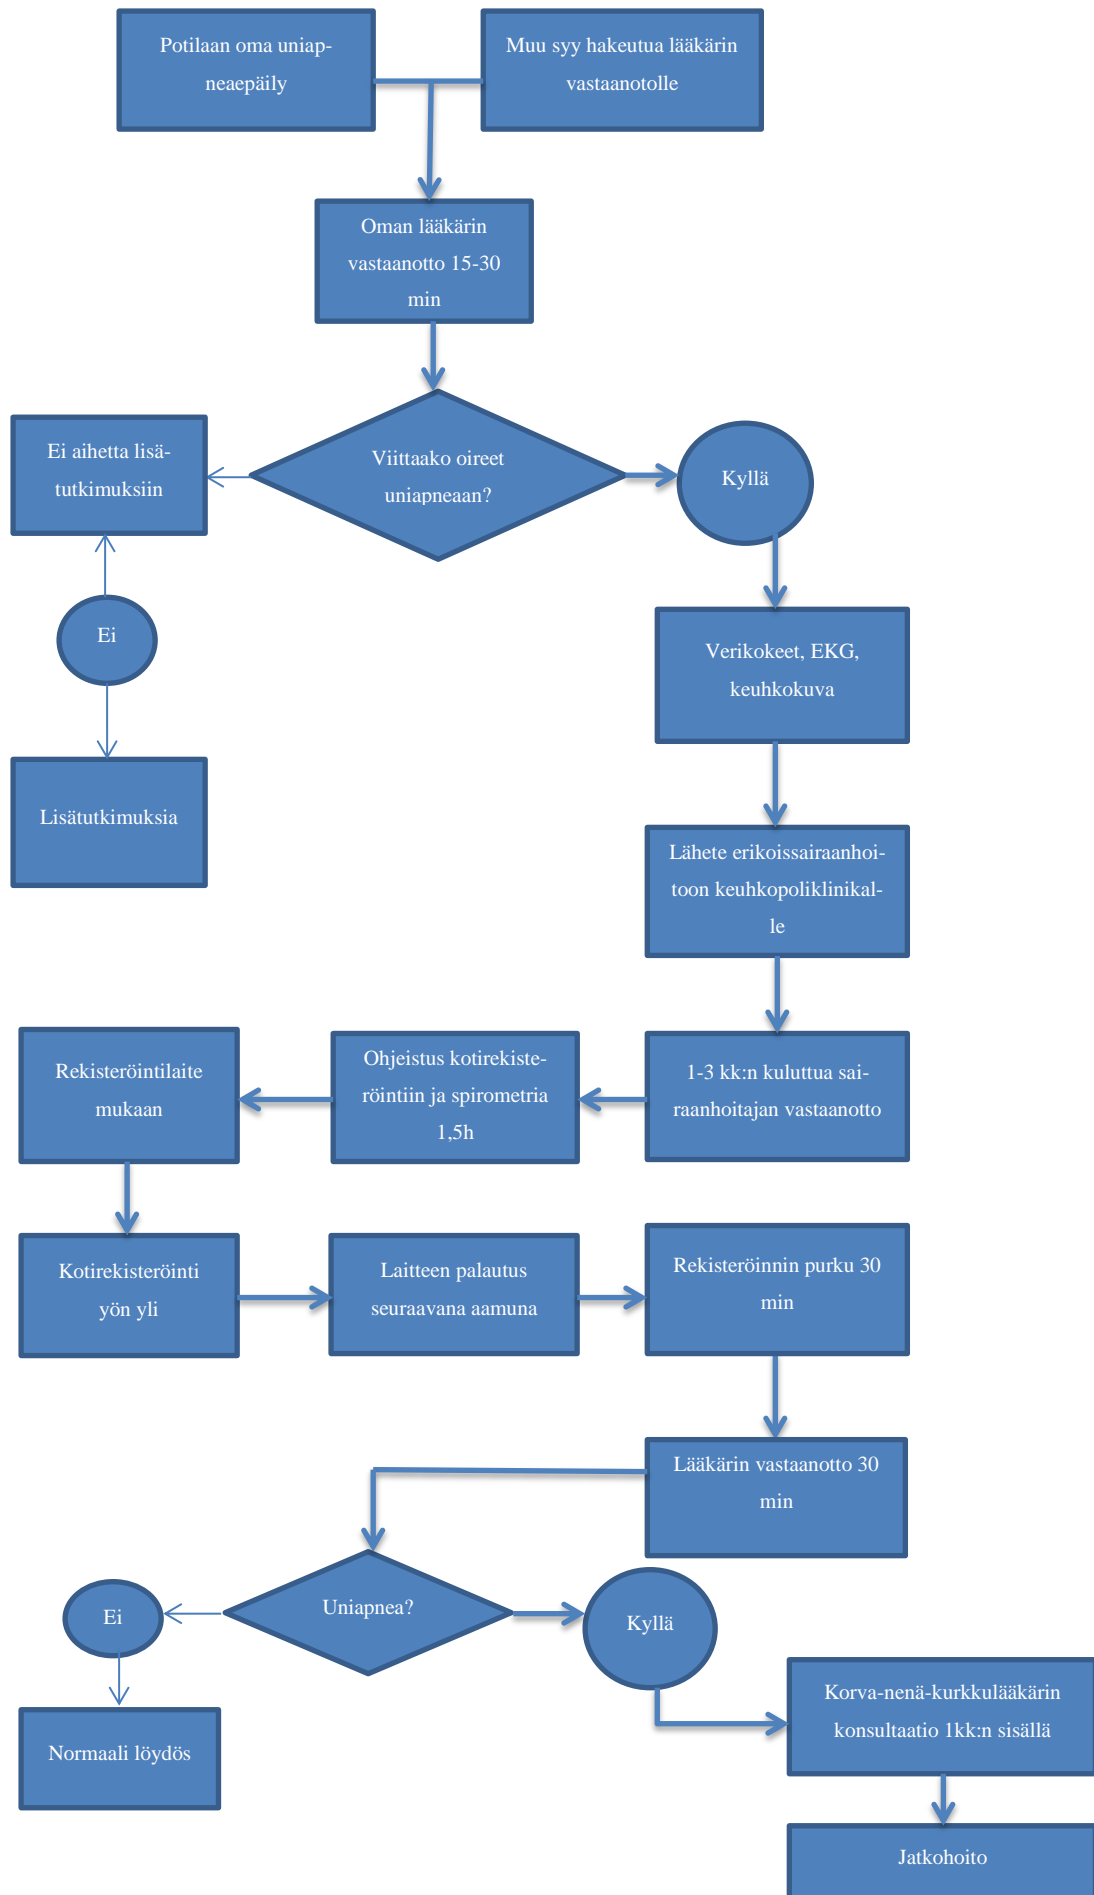 Potilaan oma uniap-
neaepäily
Muu syy hakeutua lääkärin
vastaanotolle
Oman lääkärin
vastaanotto 15-30
min
Ei aihetta lisä-
tutkimuksiin
Viittaako oireet
uniapneaan?
Kyllä
Ei
Verikokeet, EKG,
keuhkokuva
Lisätutkimuksia
Lähete erikoissairaanhoi-
toon keuhkopoliklinikal-
le
Rekisteröintilaite
mukaan
Ohjeistus kotirekiste-
röintiin ja spirometria
1,5h
1-3 kk:n kuluttua sai-
raanhoitajan vastaanotto
Kotirekisteröinti
yön yli
Laitteen palautus
seuraavana aamuna
Rekisteröinnin purku 30
min
Lääkärin vastaanotto 30
min
Ei
Uniapnea?
Kyllä
Normaali löydös
Korva-nenä-kurkkulääkärin
konsultaatio 1kk:n sisällä
Jatkohoito